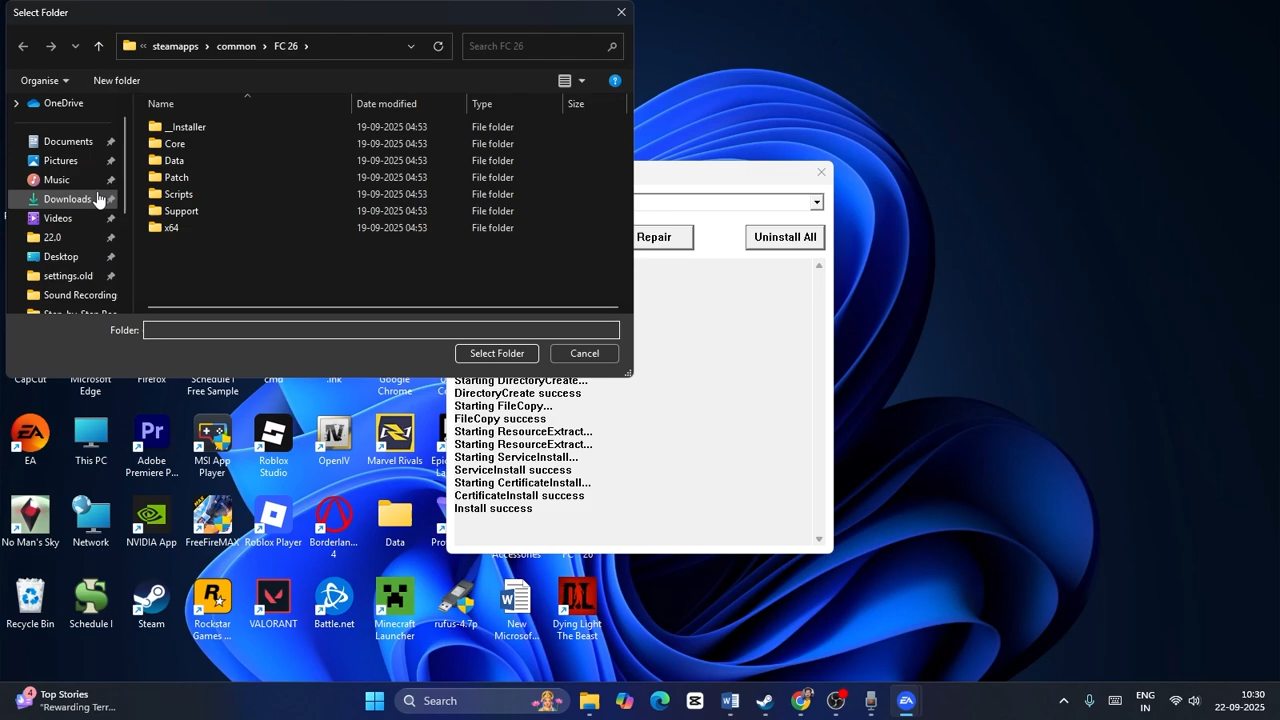 Select Folder
steamapps › common › FC 26 ›
Search FC 26
Organise
New folder
Name
Date modified
Type
Size
OneDrive
Documents
Pictures
Music
Downloads
Videos
22.0
Desktop
settings.old
Sound Recording
__Installer 19-09-2025 04:53 File folder
Core 19-09-2025 04:53 File folder
Data 19-09-2025 04:53 File folder
Patch 19-09-2025 04:53 File folder
Scripts 19-09-2025 04:53 File folder
Support 19-09-2025 04:53 File folder
x64 19-09-2025 04:53 File folder
Folder:
Select Folder
Cancel
Repair
Uninstall All
Starting DirectoryCreate...
DirectoryCreate success
Starting FileCopy...
FileCopy success
Starting ResourceExtract...
Starting ResourceExtract...
Starting ServiceInstall...
ServiceInstall success
Starting CertificateInstall...
CertificateInstall success
Install success
CapCut
Microsoft
Edge
Firefox
Schedule I
Free Sample
cmd
.ink
Google
Chrome
EA
This PC
Adobe
Premiere P...
MSI App
Player
Roblox
Studio
OpenIV
Marvel Rivals
No Man's Sky
Network
NVIDIA App
FreeFireMAX
Roblox Player
Borderlan...
4
Data
Accessories
FC 26
Recycle Bin
Schedule I
Steam
Rockstar
Games ...
VALORANT
Battle.net
Minecraft
Launcher
rufus-4.7p
New
Microsof...
Dying Light
The Beast
4
Top Stories
"Rewarding Terr...
Search
ENG
IN
10:30
22-09-2025